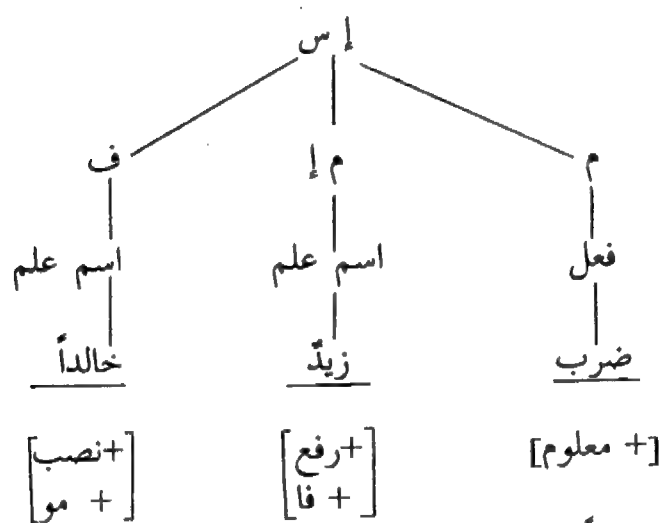 إ س
م م إ ف
فعل اسم علم اسم علم
ضرب زيدٌ خالداً
[+ معلوم] [+رفع] [+نصب]
[+ فا] [+ مو]